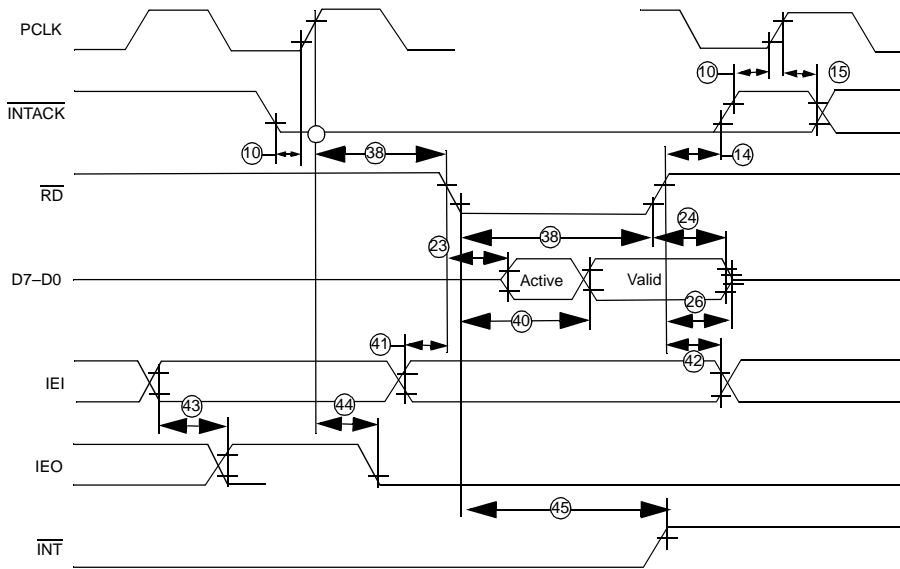 PCLK
10 15
INTACK
10 38 14
RD
24
23 38
D7–D0 Active Valid
26
40
41
42
IEI
43 44
IEO
45
INT